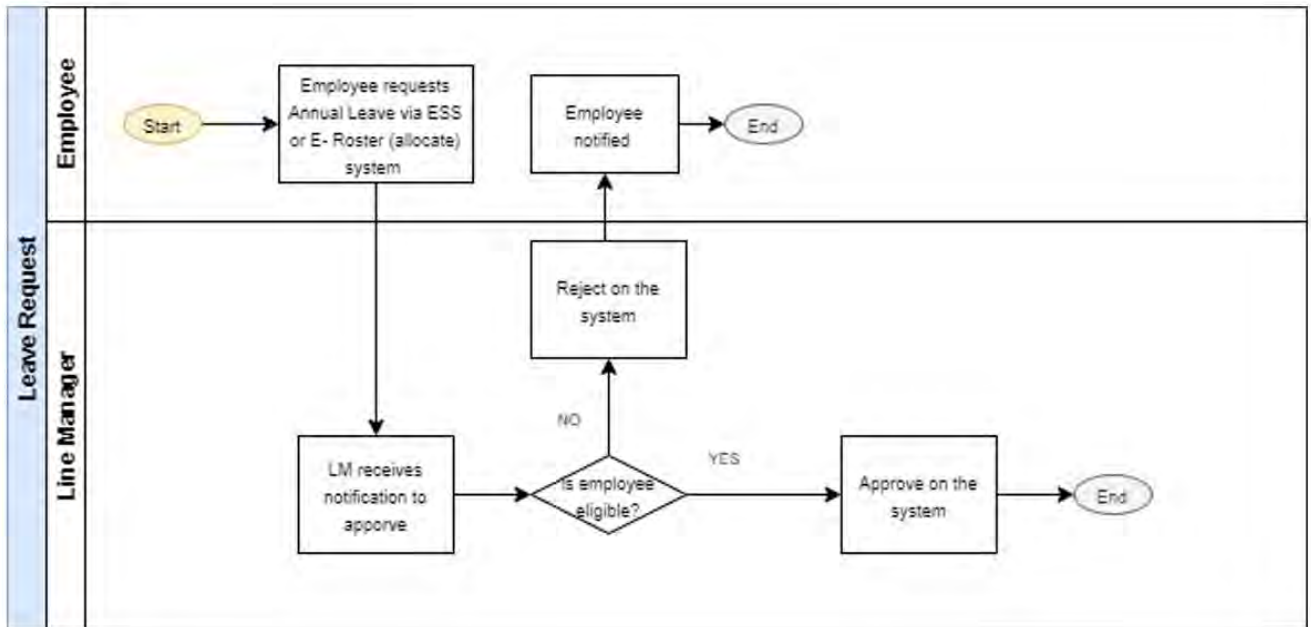 Leave Request
Employee
Start
Employee requests
Annual Leave via ESS
or E- Roster (allocate)
system
Employee
notified
End
Line Manager
Reject on the
system
NO
LM receives
notification to
apporve
Is employee
eligible?
YES
Approve on the
system
End